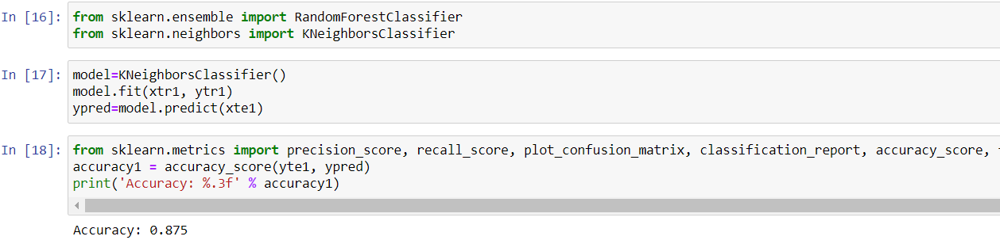 In [16]: from sklearn.ensemble import RandomForestClassifier
from sklearn.neighbors import KNeighborsClassifier
In [17]: model=KNeighborsClassifier()
model.fit(xtr1, ytr1)
ypred=model.predict(xte1)
In [18]: from sklearn.metrics import precision_score, recall_score, plot_confusion_matrix, classification_report, accuracy_score,
accuracy1 = accuracy_score(yte1, ypred)
print('Accuracy: %.3f' % accuracy1)
Accuracy: 0.875